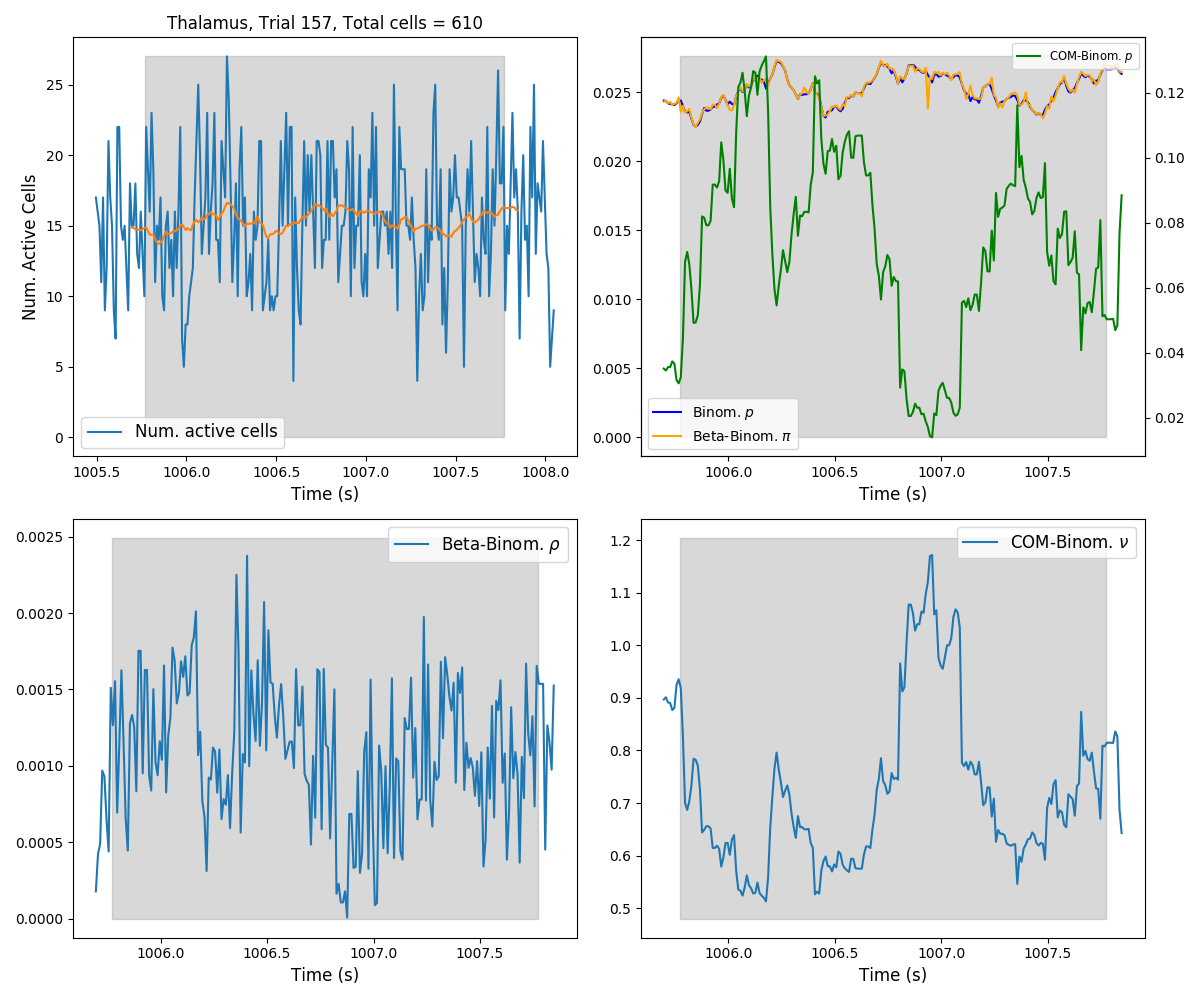 Thalamus, Trial 157, Total cells = 610
Num. Active Cells
25
20
15
10
5
0
Num. active cells
1005.5 1006.0 1006.5 1007.0 1007.5 1008.0
Time (s)
COM-Binom. p
0.025
0.020
0.015
0.010
0.005
0.000
0.12
0.10
0.08
0.06
0.04
0.02
Binom. p
Beta-Binom. π
1006.0 1006.5 1007.0 1007.5
Time (s)
Beta-Binom. ρ
0.0025
0.0020
0.0015
0.0010
0.0005
0.0000
1006.0 1006.5 1007.0 1007.5
Time (s)
COM-Binom. ν
1.2
1.1
1.0
0.9
0.8
0.7
0.6
0.5
1006.0 1006.5 1007.0 1007.5
Time (s)